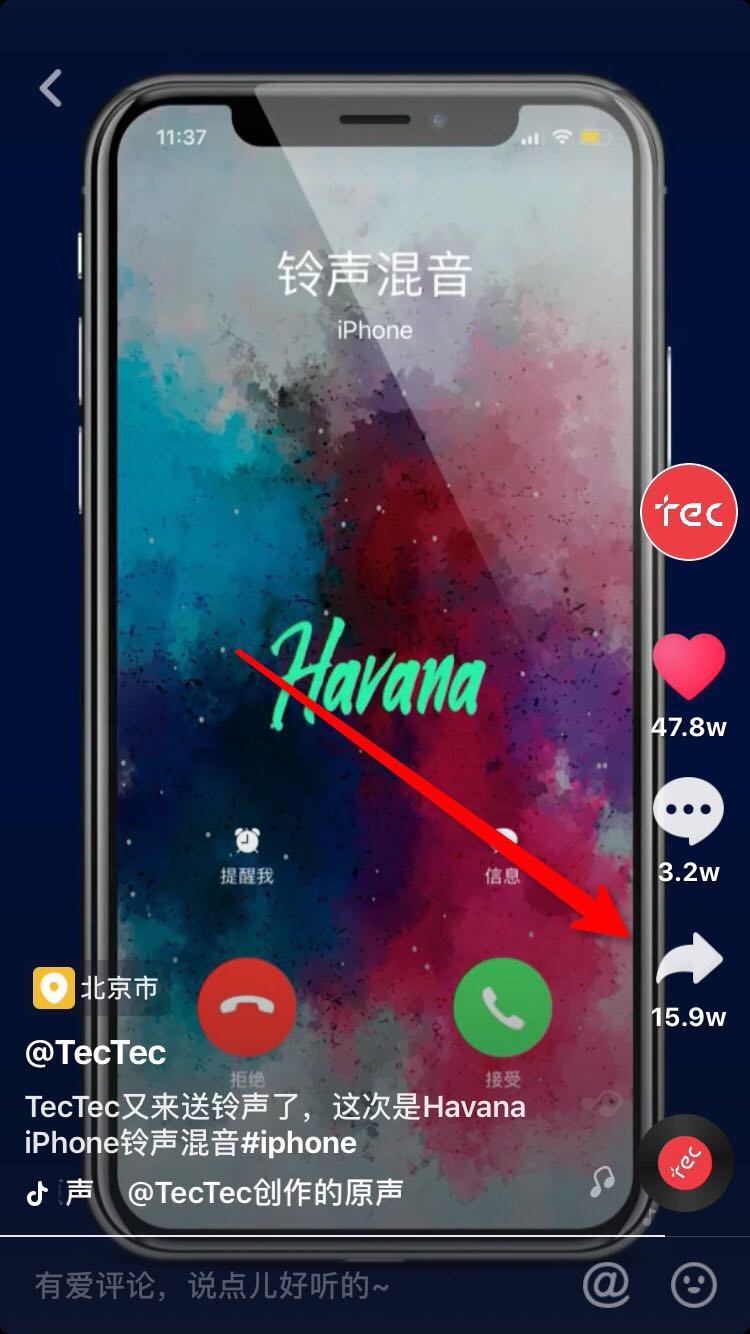 11:37
铃声混音
iPhone
tec
Havana
47.8w
3.2w
提醒我
信息
15.9w
北京市
@TecTec
拒绝
接受
TecTec又来送铃声了，这次是Havana
iPhone铃声混音#iphone
声 @TecTec创作的原声
tec
有爱评论，说点儿好听的~
@